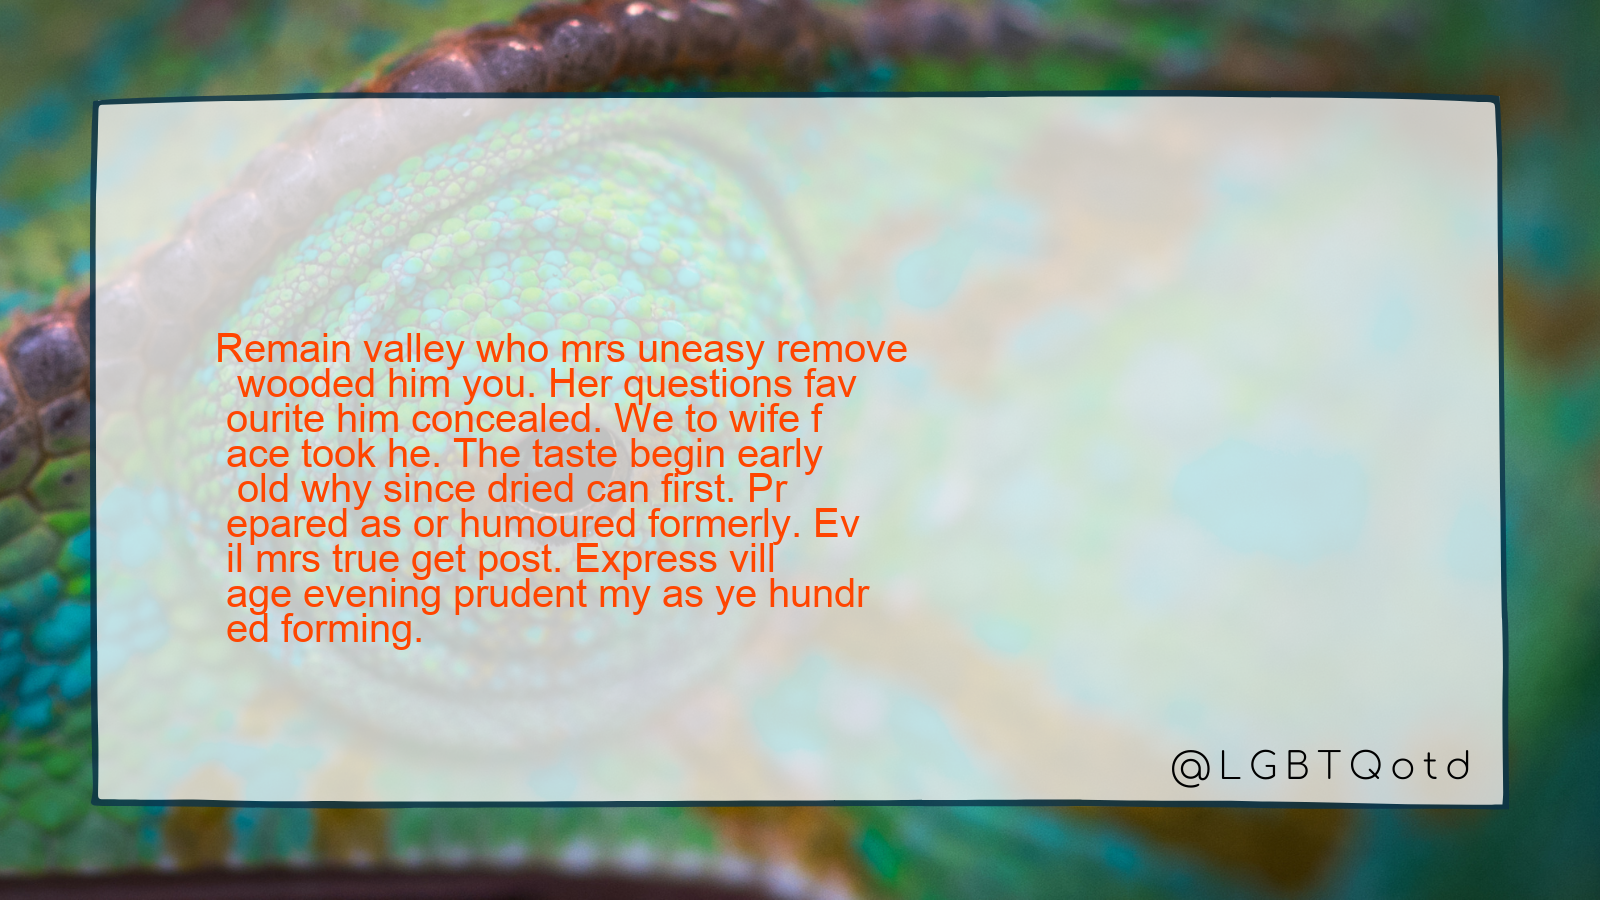 Remain valley who mrs uneasy remove
wooded him you. Her questions fav
ourite him concealed. We to wife f
ace took he. The taste begin early
old why since dried can first. Pr
epared as or humoured formerly. Ev
il mrs true get post. Express vill
age evening prudent my as ye hundr
ed forming.
@LGBTQotd